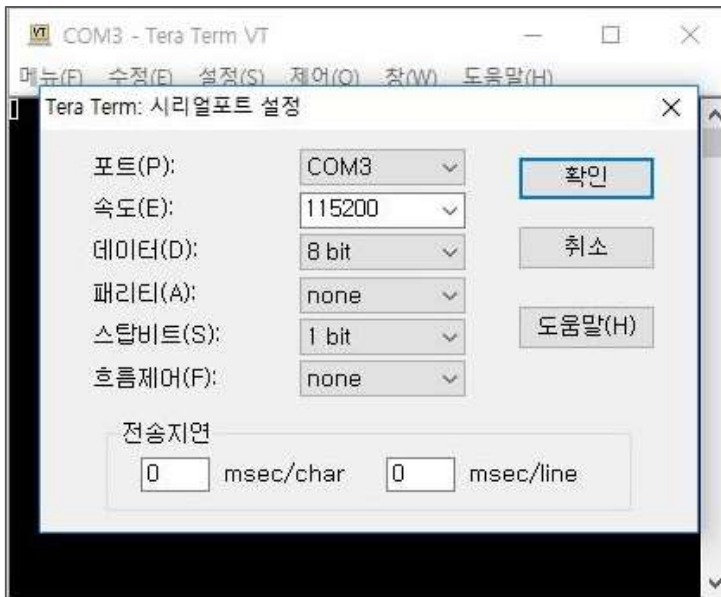 VT COM3 - Tera Term VT
메뉴(F) 수정(E) 설정(S) 제어(O) 창(W) 도움말(H)
Tera Term: 시리얼포트 설정
포트(P): COM3 확인
속도(E): 115200
데이터(D): 8 bit 취소
패리티(A): none
스탑비트(S): 1 bit 도움말(H)
흐름제어(F): none
전송지연
0 msec/char 0 msec/line